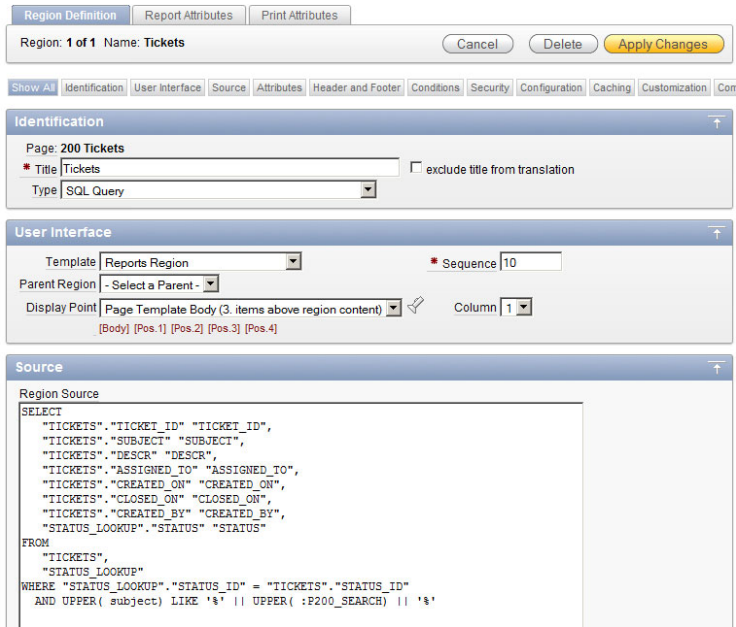 Region Definition Report Attributes Print Attributes
Region: 1 of 1 Name: Tickets Cancel Delete Apply Changes
Show All Identification User Interface Source Attributes Header and Footer Conditions Security Configuration Caching Customization Com
Identification
Page: 200 Tickets
* Title Tickets exclude title from translation
Type SQL Query
User Interface
Template Reports Region * Sequence 10
Parent Region - Select a Parent -
Display Point Page Template Body (3. items above region content) Column 1
[Body] [Pos.1] [Pos.2] [Pos.3] [Pos.4]
Source
Region Source
SELECT
"TICKETS"."TICKET_ID" "TICKET_ID",
"TICKETS"."SUBJECT" "SUBJECT",
"TICKETS"."DESCR" "DESCR",
"TICKETS"."ASSIGNED_TO" "ASSIGNED_TO",
"TICKETS"."CREATED_ON" "CREATED_ON",
"TICKETS"."CLOSED_ON" "CLOSED_ON",
"TICKETS"."CREATED_BY" "CREATED_BY",
"STATUS_LOOKUP"."STATUS" "STATUS"
FROM
"TICKETS",
"STATUS_LOOKUP"
WHERE "STATUS_LOOKUP"."STATUS_ID" = "TICKETS"."STATUS_ID"
AND UPPER( subject) LIKE '%' || UPPER( :P200_SEARCH) || '%'